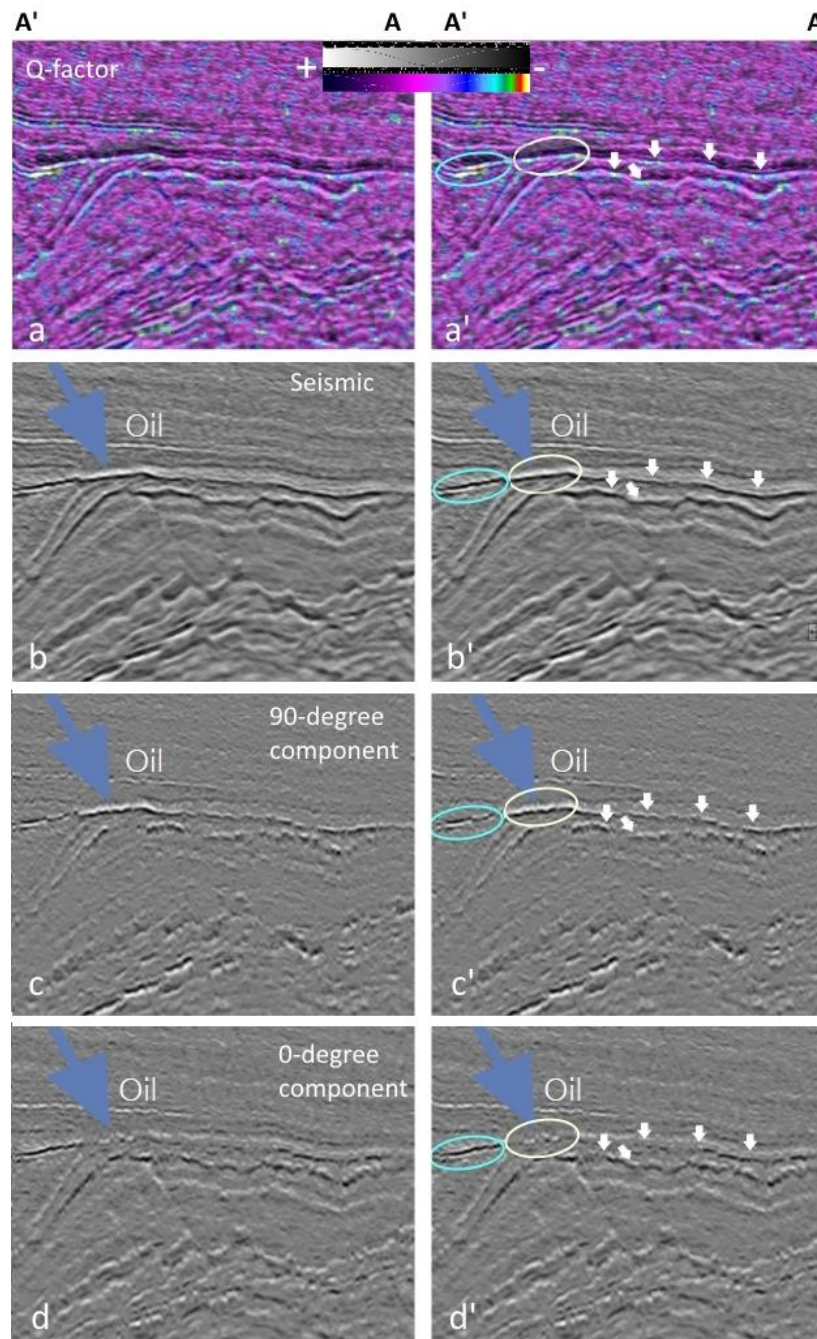 A' A A' A
Q-factor + -
a a'
Seismic
Oil Oil
b b'
90-degree
component
Oil Oil
c c'
0-degree
component
Oil Oil
d d'